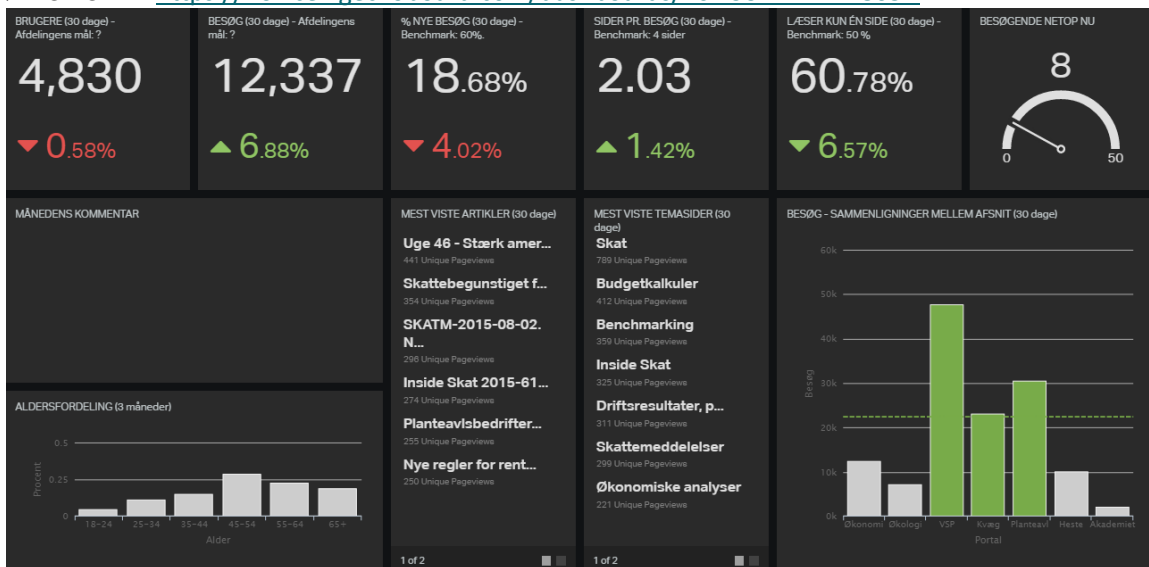 BRUGERE (30 dage) -
Afdelingens mål: ?
4,830
0.58%
BESØG (30 dage) - Afdelingens
mål: ?
12,337
6.88%
% NYE BESØG (30 dage) -
Benchmark: 60%.
18.68%
4.02%
SIDER PR. BESØG (30 dage) -
Benchmark: 4 sider
2.03
1.42%
LÆSER KUN ÉN SIDE (30 dage) -
Benchmark: 50 %
60.78%
6.57%
BESØGENDE NETOP NU
8
0
50
MÅNEDENS KOMMENTAR
ALDERSFORDELING (3 måneder)
0.5
0.25
0
Procent
18-24 25-34 35-44 45-54 55-64 65+
Alder
MEST VISTE ARTIKLER (30 dage)
Uge 46 - Stærk amer...
441 Unique Pageviews
Skattebegunstiget f...
354 Unique Pageviews
SKATM-2015-08-02.
N...
296 Unique Pageviews
Inside Skat 2015-61...
274 Unique Pageviews
Planteavlsbedrifter...
255 Unique Pageviews
Nye regler for rent...
250 Unique Pageviews
1 of 2
MEST VISTE TEMASIDER (30
dage)
Skat
789 Unique Pageviews
Budgetkalkuler
412 Unique Pageviews
Benchmarking
359 Unique Pageviews
Inside Skat
325 Unique Pageviews
Driftsresultater, p...
311 Unique Pageviews
Skattemeddelelser
299 Unique Pageviews
Økonomiske analyser
221 Unique Pageviews
1 of 2
BESØG - SAMMENLIGNINGER MELLEM AFSNIT (30 dage)
60k
50k
40k
30k
20k
10k
0k
Besøg
Økonomi Økologi VSP Kvæg Planteavl Heste Akademiet
Portal